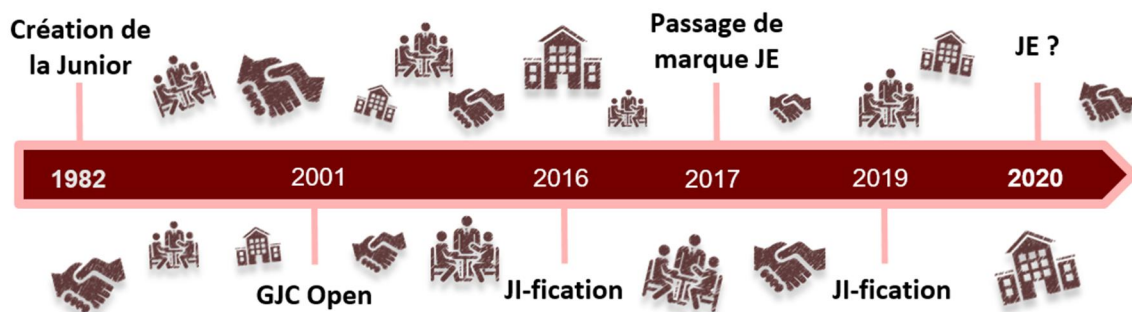 Création de
la Junior
Passage de
marque JE
JE ?
1982
2001
2016
2017
2019
2020
GJC Open
JI-fication
JI-fication